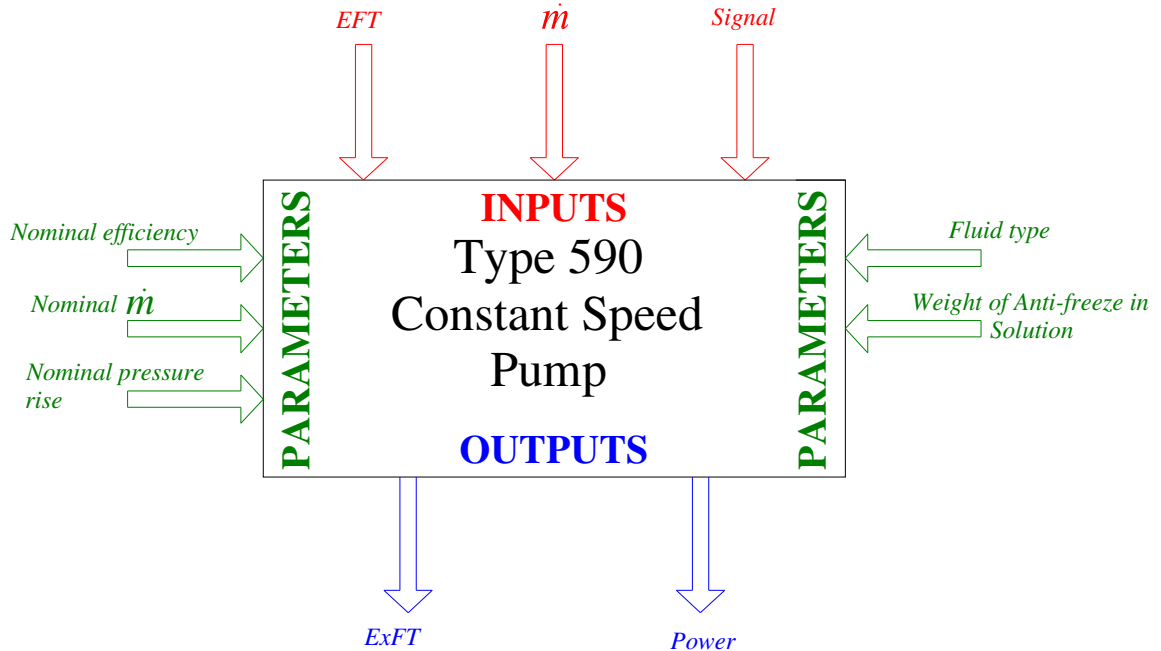 EFT
ṁ
Signal
INPUTS
Type 590
Constant Speed
Pump
OUTPUTS
PARAMETERS
PARAMETERS
Nominal efficiency
Nominal ṁ
Nominal pressure
rise
Fluid type
Weight of Anti-freeze in
Solution
ExFT
Power